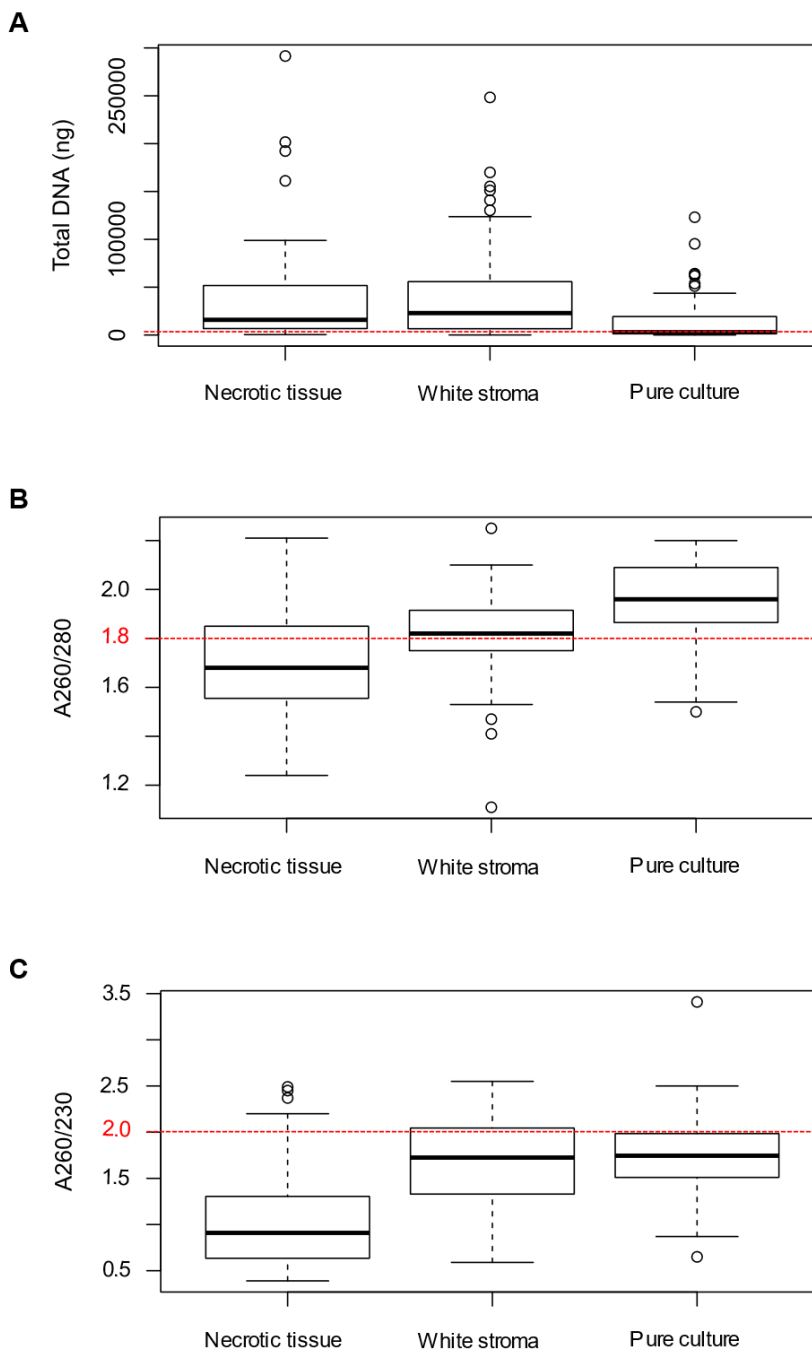 A
Total DNA (ng)
250000
100000
0
Necrotic tissue White stroma Pure culture
B
A260/280
2.0
1.8
1.6
1.2
Necrotic tissue White stroma Pure culture
C
A260/230
3.5
2.5
2.0
1.5
0.5
Necrotic tissue White stroma Pure culture